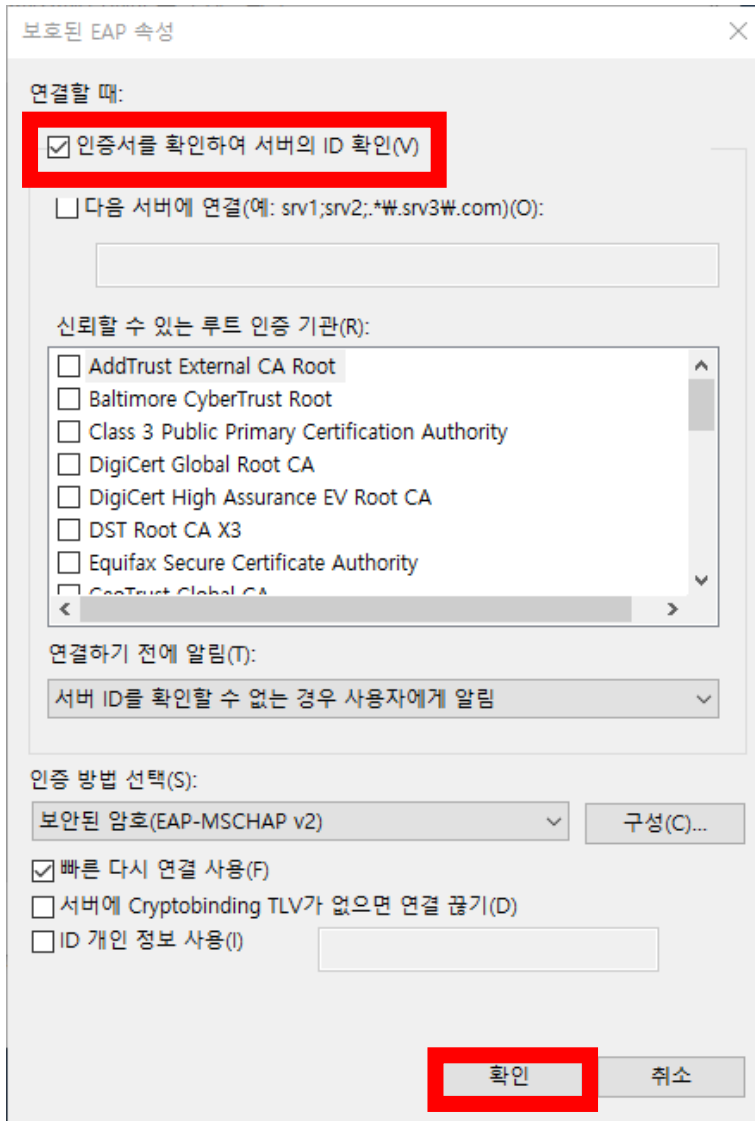 보호된 EAP 속성
연결할 때:
인증서를 확인하여 서버의 ID 확인(V)
다음 서버에 연결(예: srv1;srv2;.*₩.srv3₩.com)(O):
신뢰할 수 있는 루트 인증 기관(R):
AddTrust External CA Root
Baltimore CyberTrust Root
Class 3 Public Primary Certification Authority
DigiCert Global Root CA
DigiCert High Assurance EV Root CA
DST Root CA X3
Equifax Secure Certificate Authority
GeoTrust Global CA
연결하기 전에 알림(T):
서버 ID를 확인할 수 없는 경우 사용자에게 알림
인증 방법 선택(S):
보안된 암호(EAP-MSCHAP v2)
구성(C)...
빠른 다시 연결 사용(F)
서버에 Cryptobinding TLV가 없으면 연결 끊기(D)
ID 개인 정보 사용(I)
확인 취소